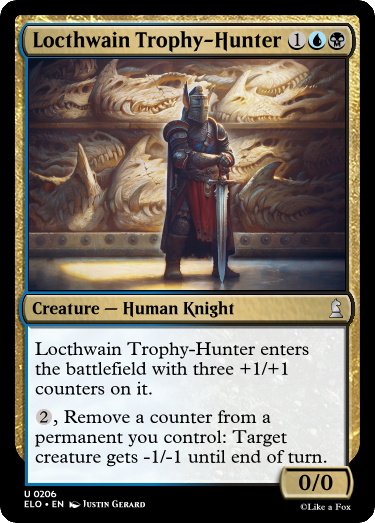 Locthwain Trophy-Hunter 1
Creature — Human Knight
Locthwain Trophy-Hunter enters
the battlefield with three +1/+1
counters on it.
2, Remove a counter from a
permanent you control: Target
creature gets -1/-1 until end of turn.
0/0
U 0206
ELO • EN Justin Gerard
©Like a Fox